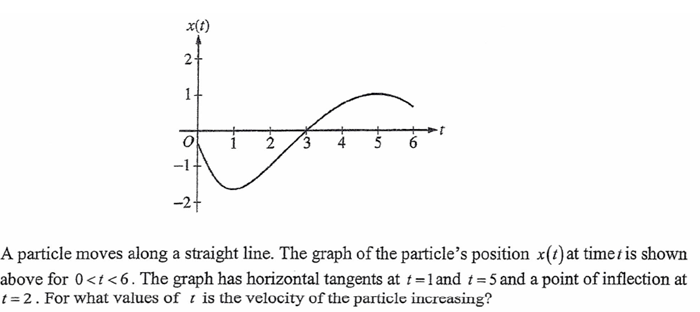 x(t)
2
1
O 1 2 3 4 5 6 t
-1
-2
A particle moves along a straight line. The graph of the particle's position x(t) at time t is shown
above for 0 < t < 6. The graph has horizontal tangents at t = 1 and t = 5 and a point of inflection at
t = 2. For what values of t is the velocity of the particle increasing?